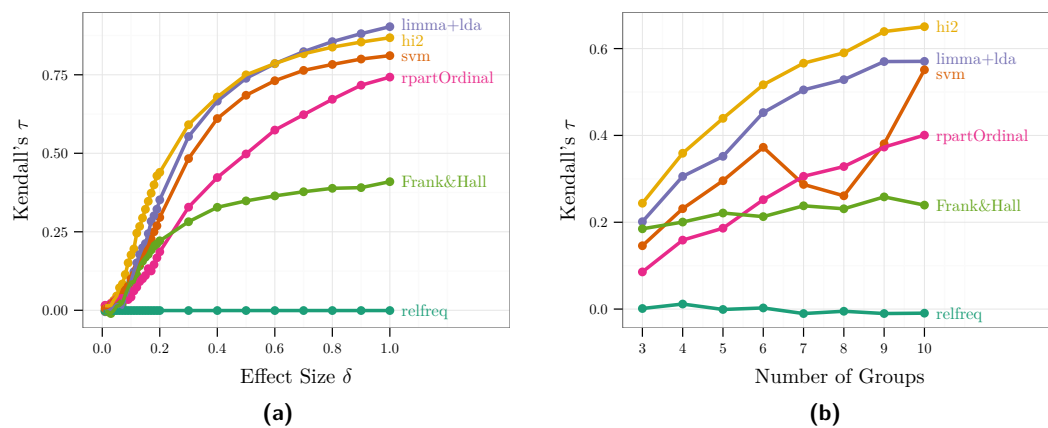 limma+lda
hi2
svm
rpartOrdinal
Frank&Hall
relfreq
0.75
0.50
0.25
0.00
Kendall's τ
0.0 0.2 0.4 0.6 0.8 1.0
Effect Size δ
(a)
hi2
limma+lda
svm
rpartOrdinal
Frank&Hall
relfreq
0.6
0.4
0.2
0.0
Kendall's τ
3 4 5 6 7 8 9 10
Number of Groups
(b)